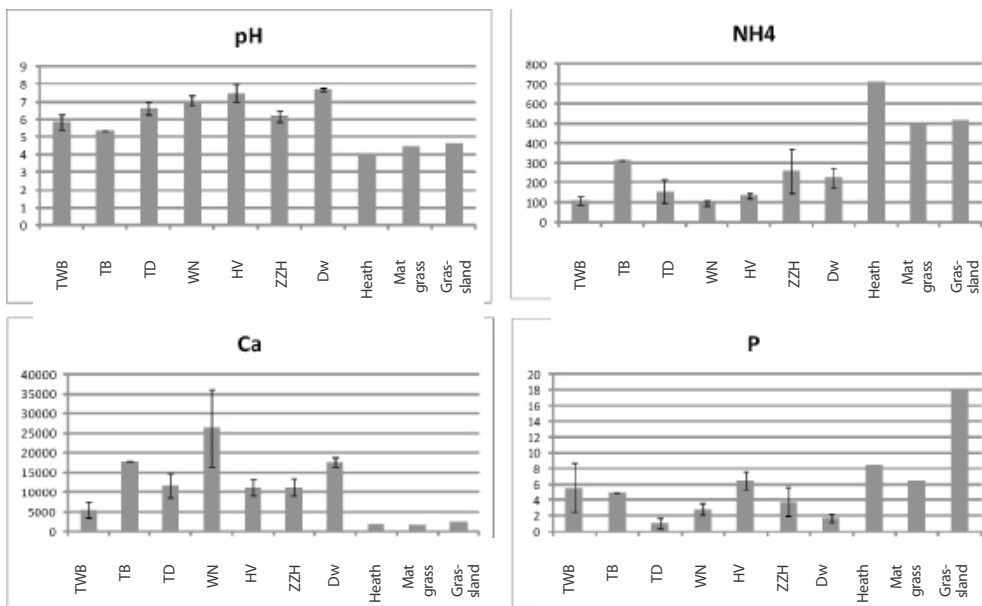 pH
9
8
7
6
5
4
3
2
1
0
TWB
TB
TD
WN
HV
ZZH
Dw
Heath
Mat
grass
Gras-
sland
NH4
800
700
600
500
400
300
200
100
0
TWB
TB
TD
WN
HV
ZZH
Dw
Heath
Mat
grass
Gras-
sland
Ca
40000
35000
30000
25000
20000
15000
10000
5000
0
TWB
TB
TD
WN
HV
ZZH
Dw
Heath
Mat
grass
Gras-
sland
P
20
18
16
14
12
10
8
6
4
2
0
TWB
TB
TD
WN
HV
ZZH
Dw
Heath
Mat
grass
Gras-
sland